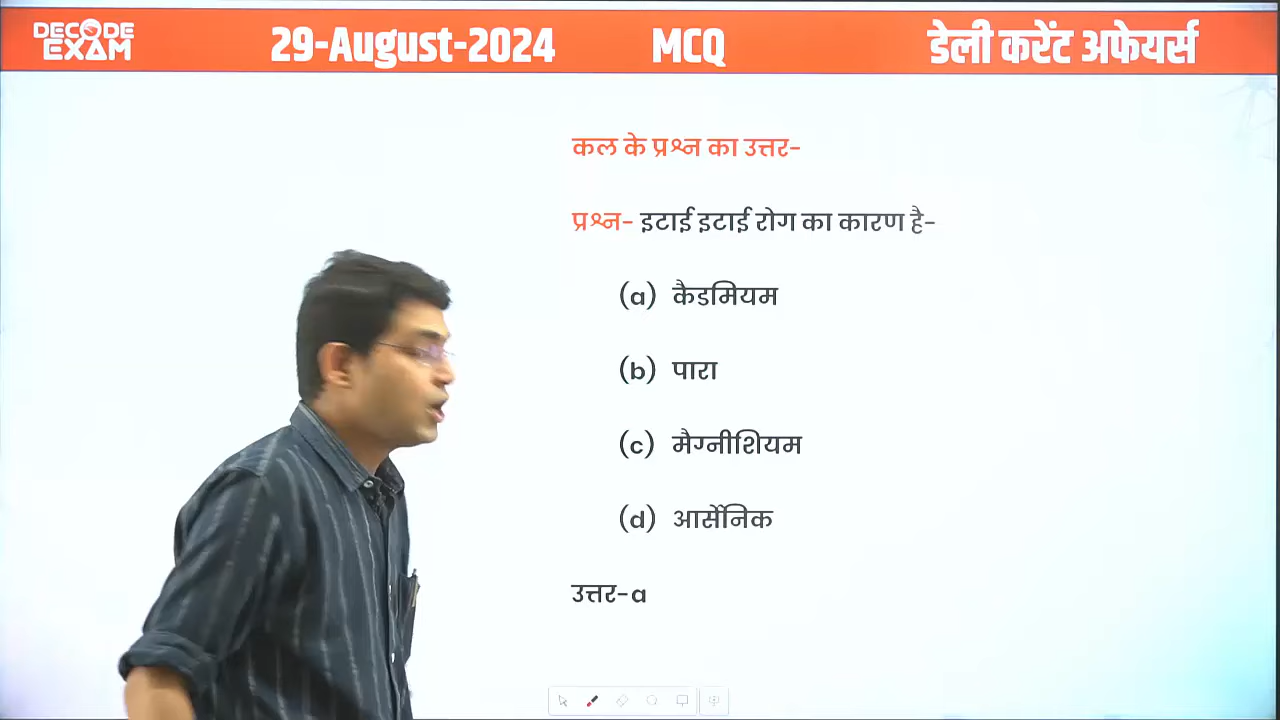 DECODE
EXAM
29-August-2024
MCQ
डेली करेंट अफेयर्स
कल के प्रश्न का उत्तर-
प्रश्न- इटाई इटाई रोग का कारण है-
(a) कैडमियम
(b) पारा
(c) मैग्नीशियम
(d) आर्सेनिक
उत्तर-a